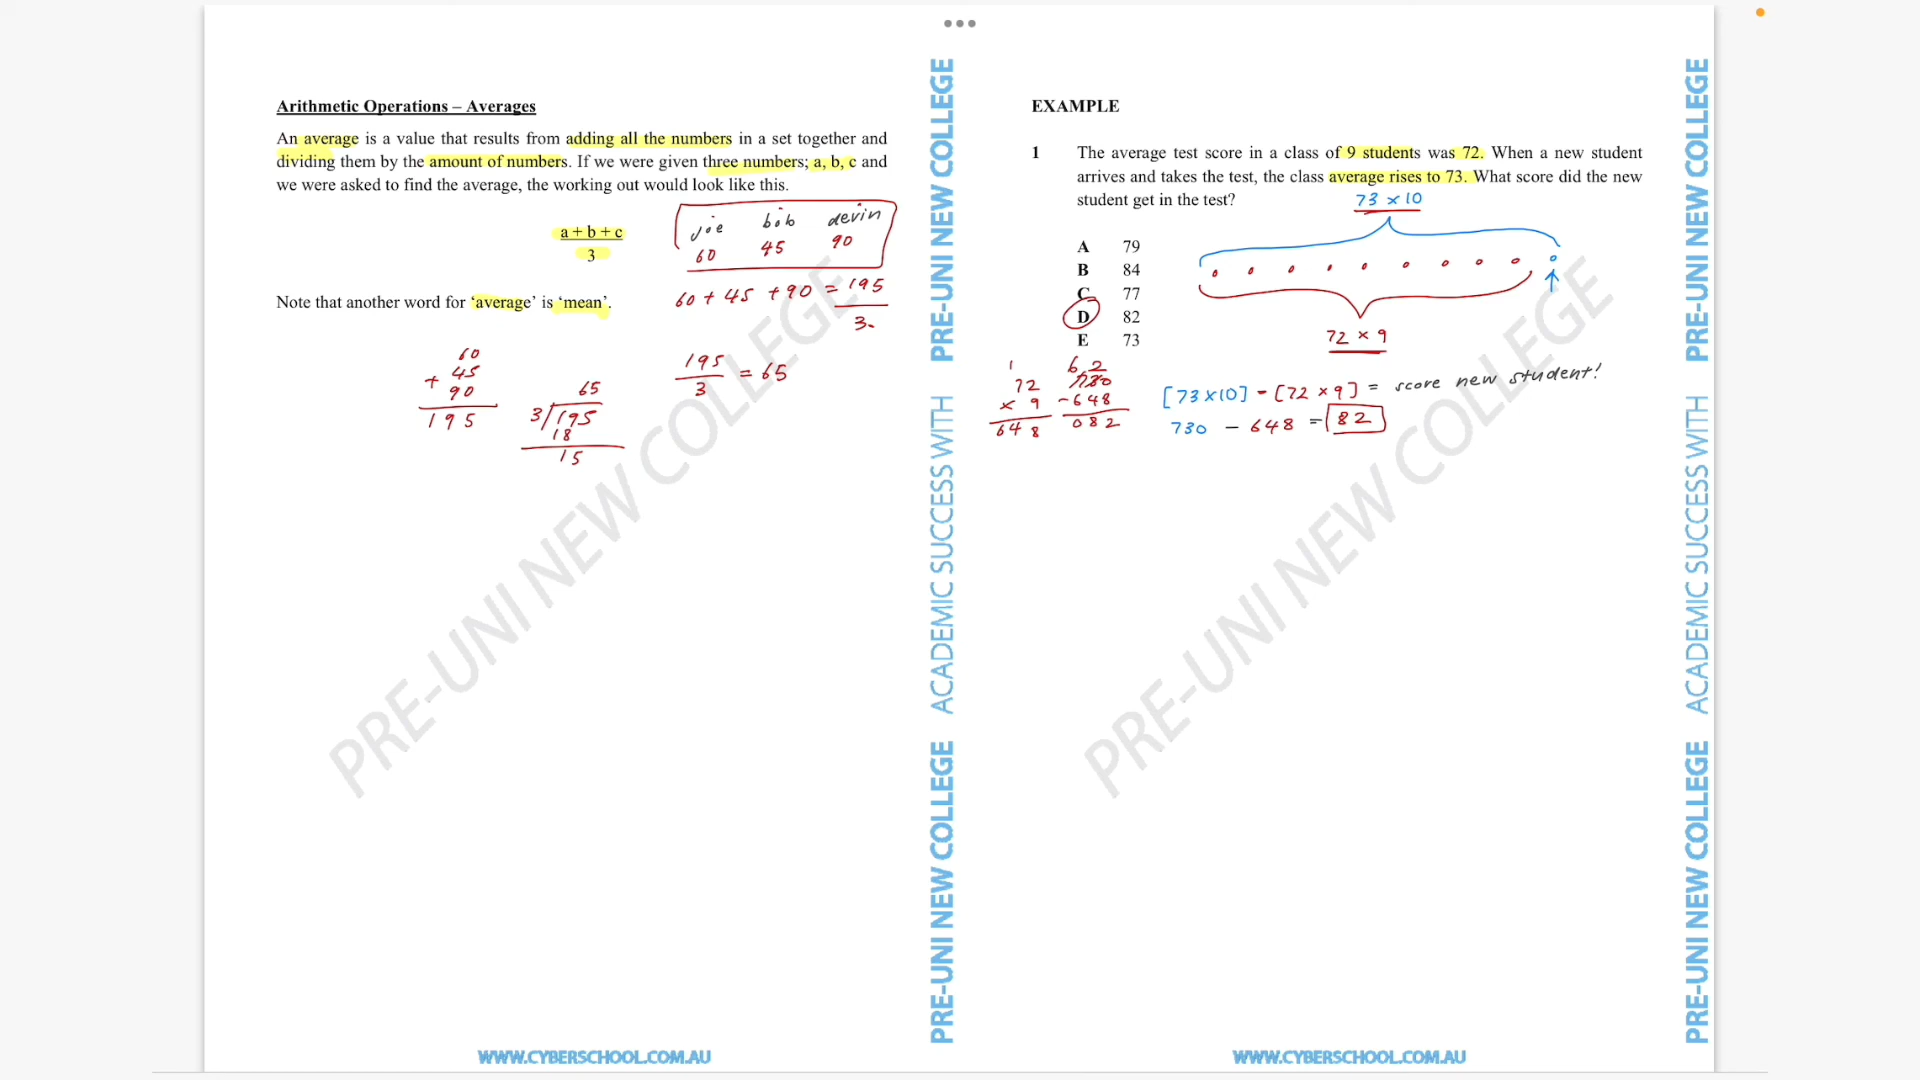 Arithmetic Operations – Averages
An average is a value that results from adding all the numbers in a set together and
dividing them by the amount of numbers. If we were given three numbers; a, b, c and
we were asked to find the average, the working out would look like this.
a + b + c
3
joe bob devin
60 45 90
60 + 45 + 90 = 195
3
Note that another word for ‘average’ is ‘mean’.
60
+ 45
90
195
65
3/195
18
15
195
3
= 65
EXAMPLE
1 The average test score in a class of 9 students was 72. When a new student
arrives and takes the test, the class average rises to 73. What score did the new
student get in the test?
73 x 10
A 79
B 84
C 77
D 82
E 73
72 x 9
1
72
x 9
648
6 2
730
-648
082
[73x10] - [72 x 9] = score new student!
730 - 648 = 82
PRE-UNI NEW COLLEGE
PRE-UNI NEW COLLEGE
PRE-UNI NEW COLLEGE ACADEMIC SUCCESS WITH PRE-UNI NEW COLLEGE
PRE-UNI NEW COLLEGE ACADEMIC SUCCESS WITH PRE-UNI NEW COLLEGE
WWW.CYBERSCHOOL.COM.AU
WWW.CYBERSCHOOL.COM.AU